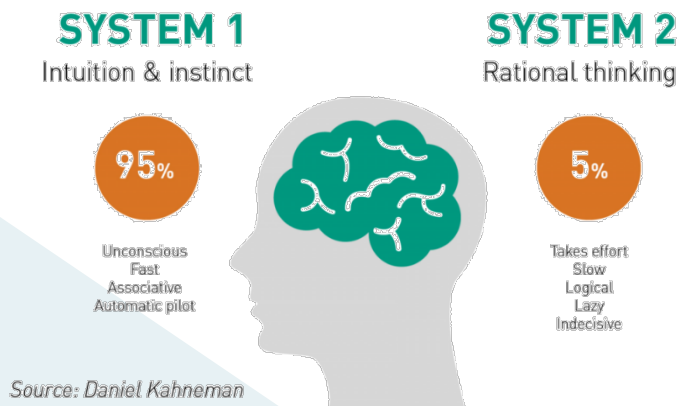 SYSTEM 1
Intuition & instinct
95%
Unconscious
Fast
Associative
Automatic pilot
SYSTEM 2
Rational thinking
5%
Takes effort
Slow
Logical
Lazy
Indecisive
Source: Daniel Kahneman